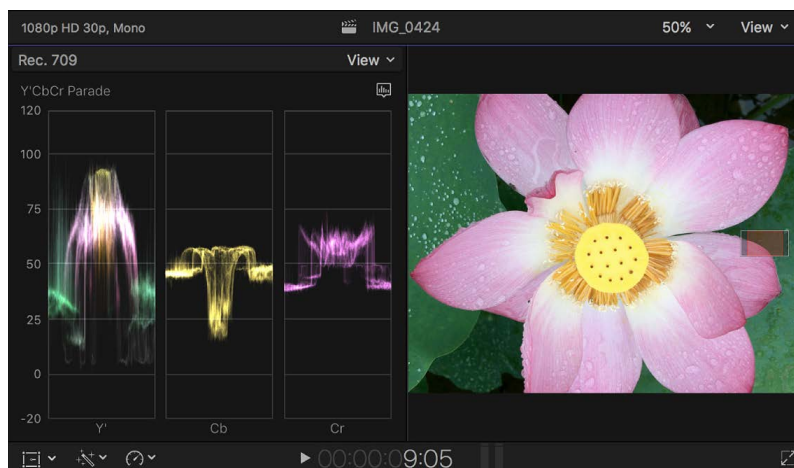 1080p HD 30p, Mono
IMG_0424
50%
View
Rec. 709
View
Y'CbCr Parade
120
100
75
50
25
0
-20
Y'
Cb
Cr
00:00:09:05